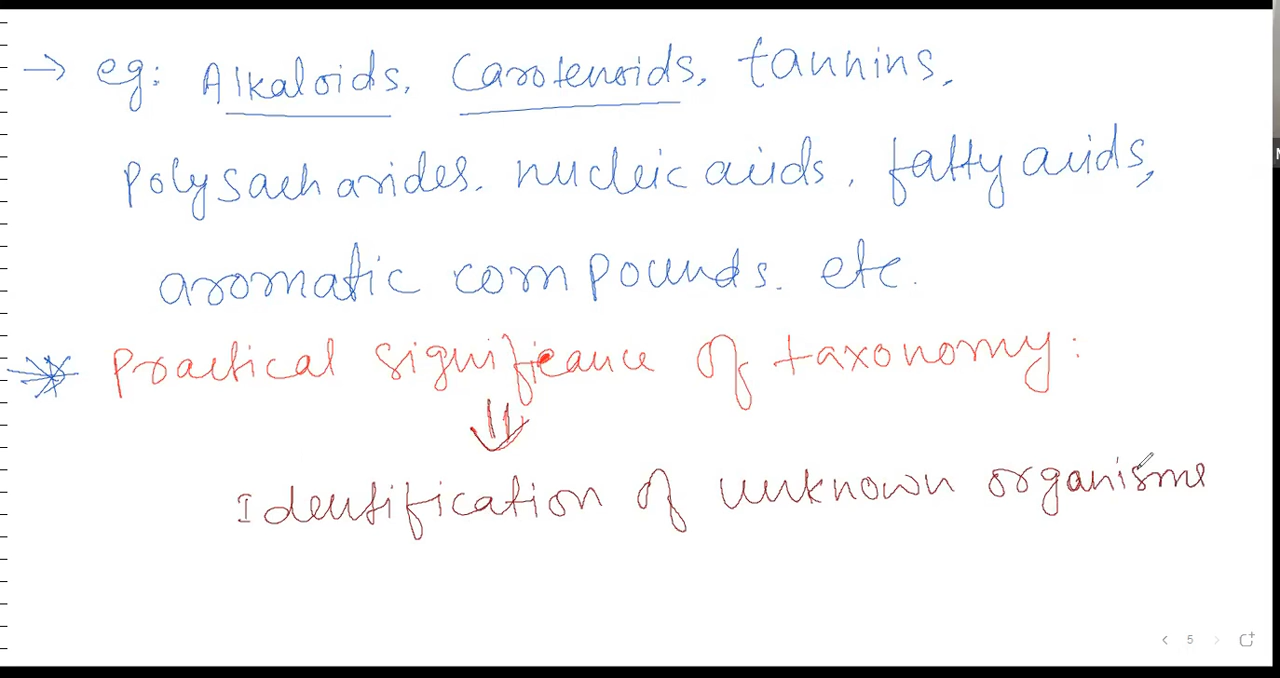 → eg: Alkaloids, Carotenoids, tannins,
polysacharides, nucleic acids, fatty acids,
aromatic compounds. etc.
Practical significance of taxonomy:
Identification of unknown organisms
< 5 >